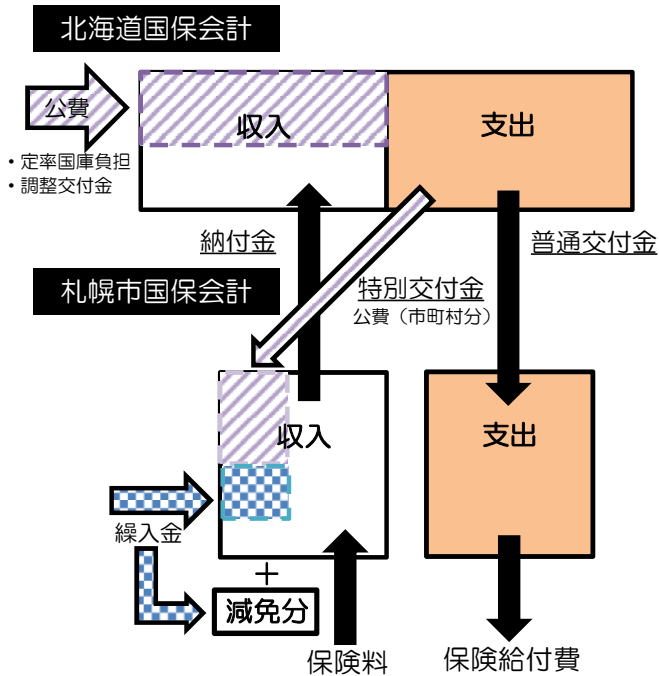 北海道国保会計
公費
収入
支出
・定率国庫負担
・調整交付金
納付金
普通交付金
札幌市国保会計
特別交付金
公費（市町村分）
収入
支出
繰入金
＋
減免分
保険料
保険給付費